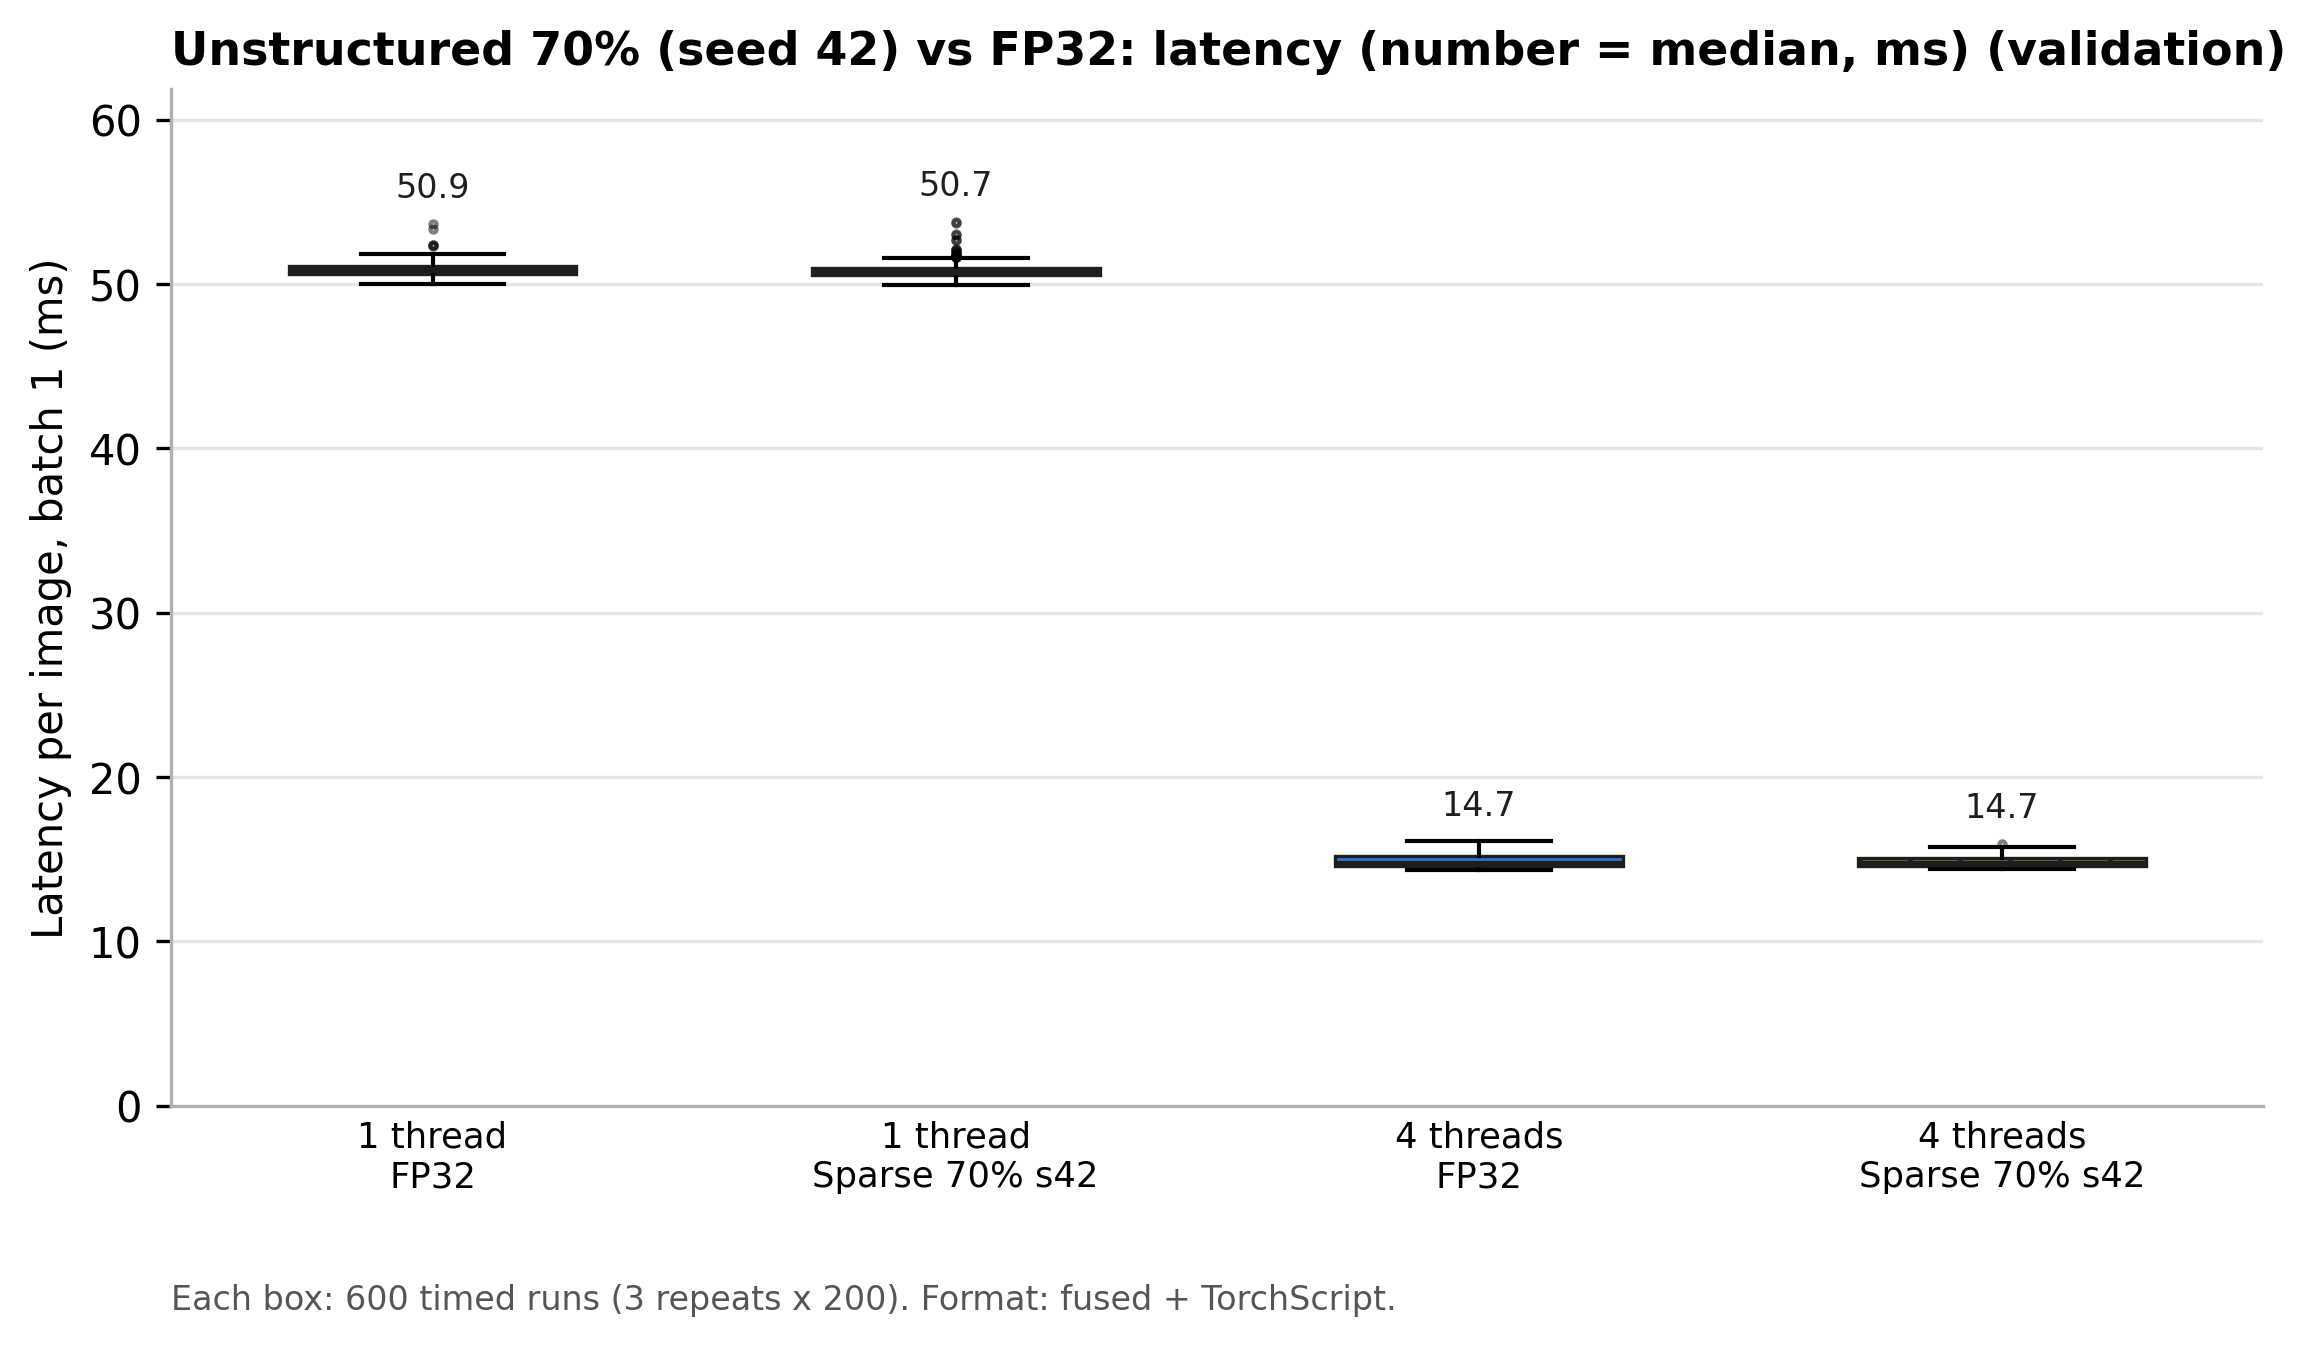 Unstructured 70% (seed 42) vs FP32: latency (number = median, ms) (validation)
Latency per image, batch 1 (ms)
60
50
40
30
20
10
0
50.9
50.7
14.7
14.7
1 thread
FP32
1 thread
Sparse 70% s42
4 threads
FP32
4 threads
Sparse 70% s42
Each box: 600 timed runs (3 repeats x 200). Format: fused + TorchScript.